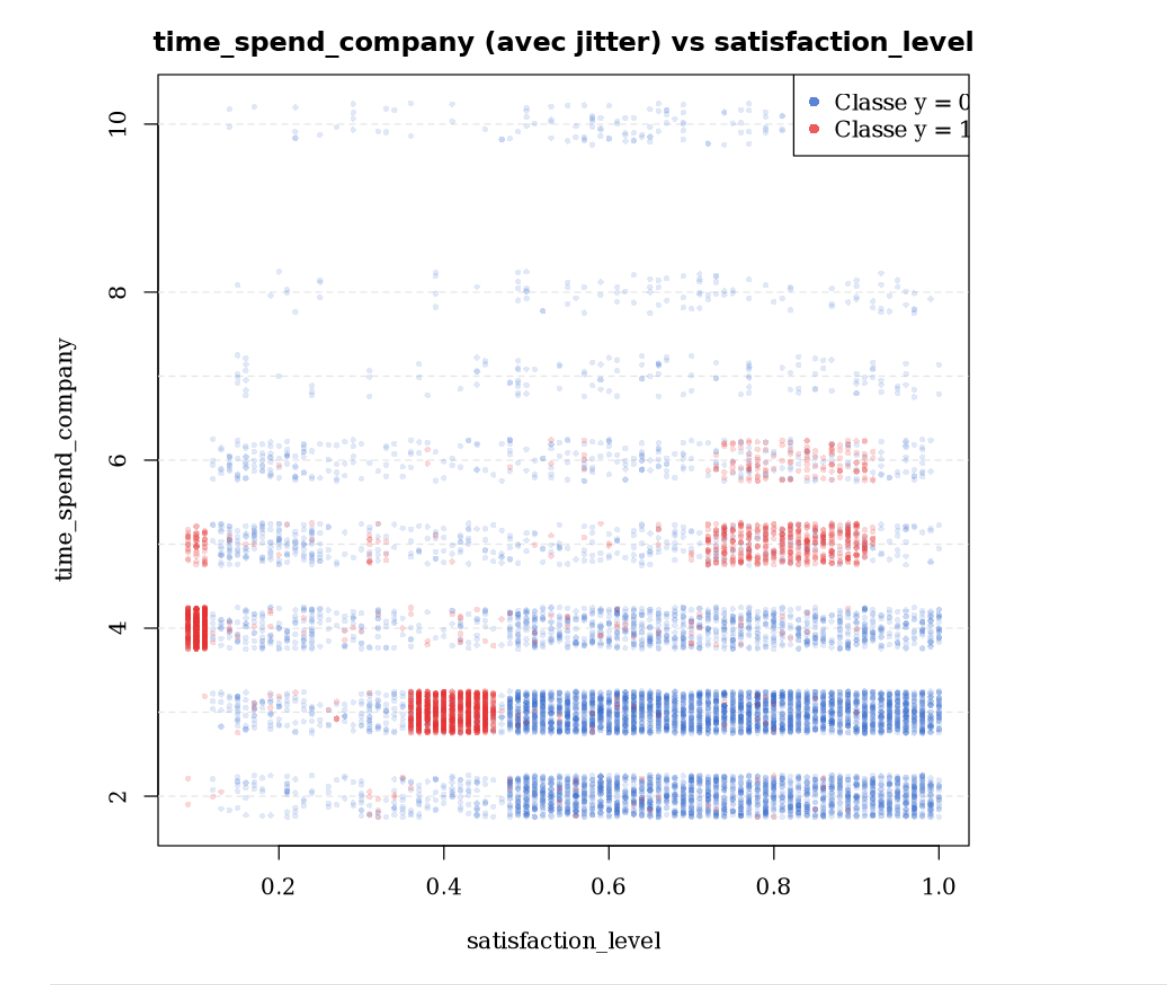 time_spend_company (avec jitter) vs satisfaction_level
Classe y = 0
Classe y = 1
10
8
6
4
2
time_spend_company
0.2 0.4 0.6 0.8 1.0
satisfaction_level